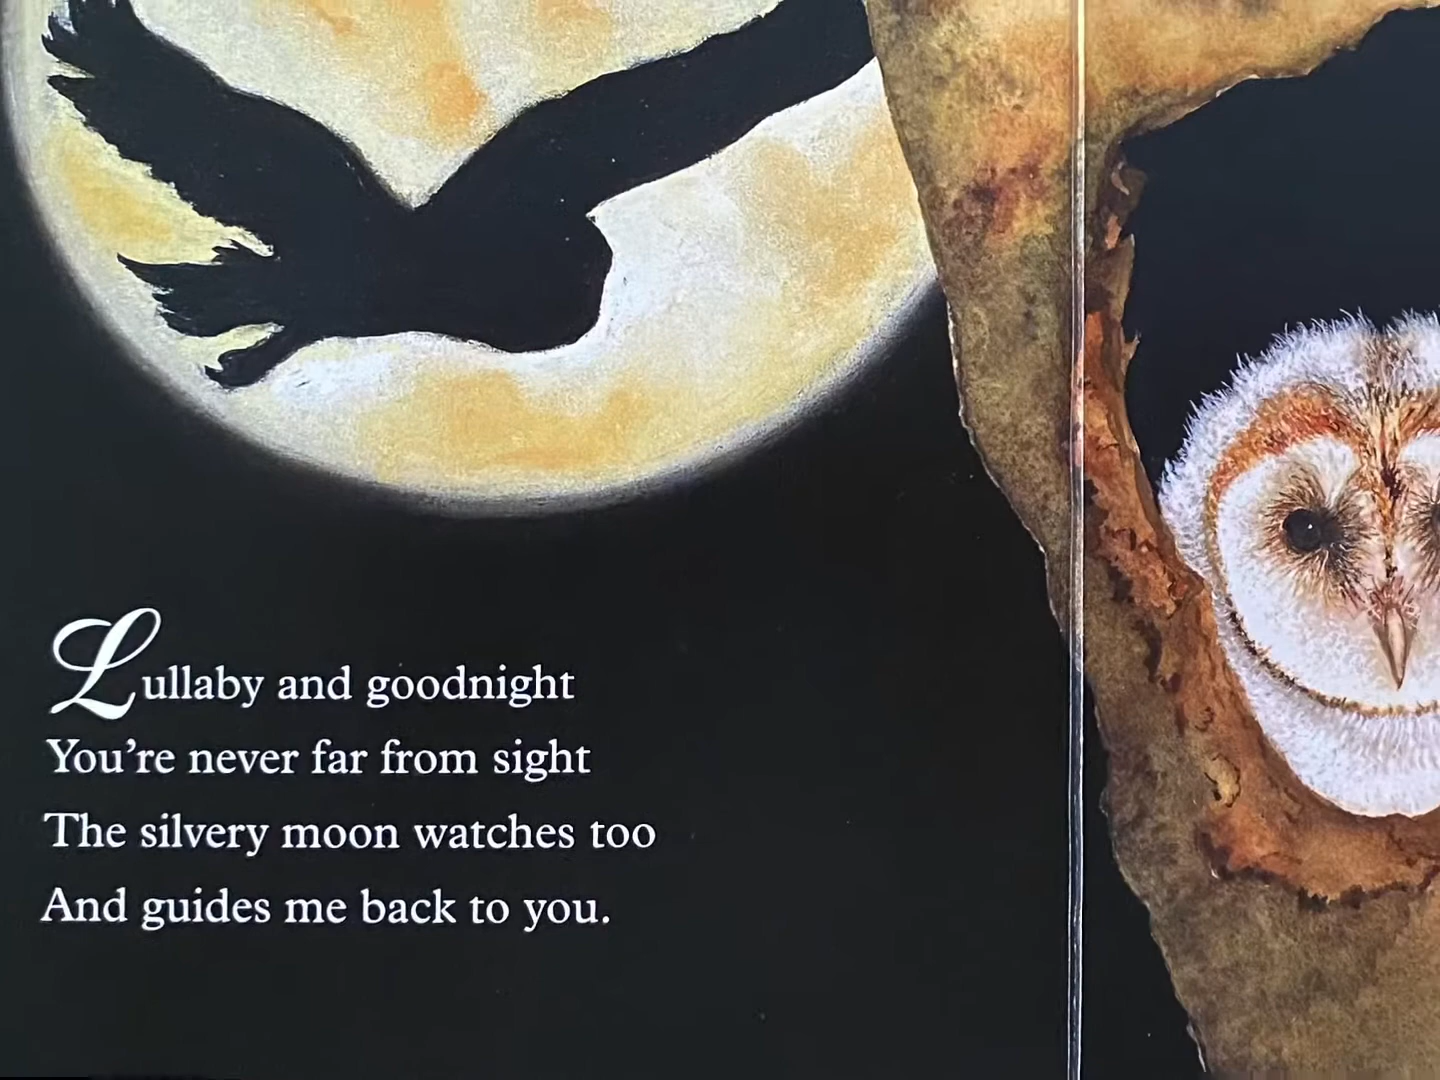 Lullaby and goodnight
You're never far from sight
The silvery moon watches too
And guides me back to you.